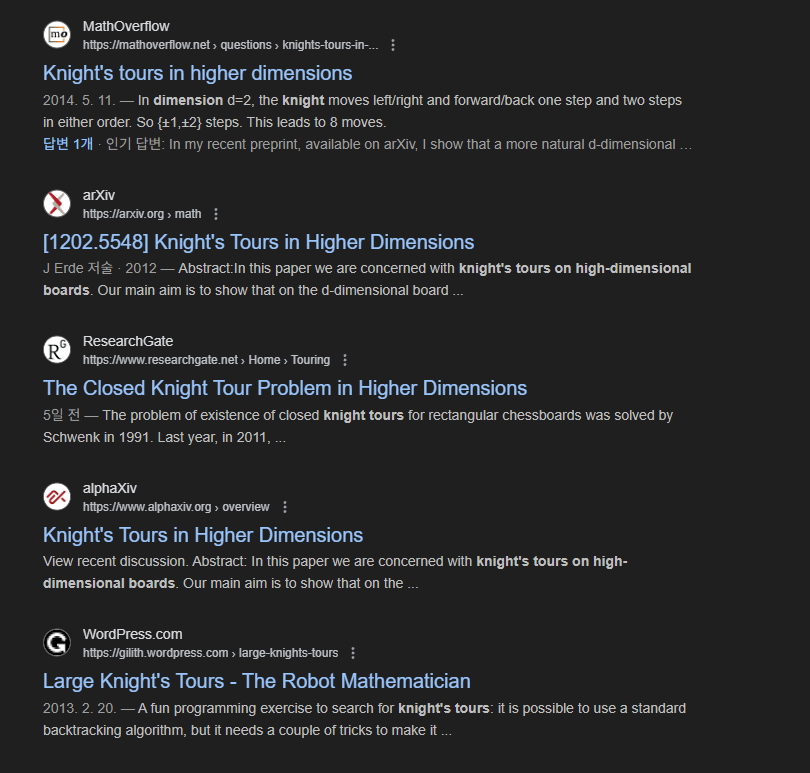 mo
MathOverflow
https://mathoverflow.net › questions › knights-tours-in-...
Knight's tours in higher dimensions
2014. 5. 11. — In dimension d=2, the knight moves left/right and forward/back one step and two steps
in either order. So {±1,±2} steps. This leads to 8 moves.
답변 1개 · 인기 답변: In my recent preprint, available on arXiv, I show that a more natural d-dimensional ...
arXiv
https://arxiv.org › math
[1202.5548] Knight's Tours in Higher Dimensions
J Erde 저술 · 2012 — Abstract:In this paper we are concerned with knight's tours on high-dimensional
boards. Our main aim is to show that on the d-dimensional board ...
RG
ResearchGate
https://www.researchgate.net › Home › Touring
The Closed Knight Tour Problem in Higher Dimensions
5일 전 — The problem of existence of closed knight tours for rectangular chessboards was solved by
Schwenk in 1991. Last year, in 2011, ...
alphaXiv
https://www.alphaxiv.org › overview
Knight's Tours in Higher Dimensions
View recent discussion. Abstract: In this paper we are concerned with knight's tours on high-
dimensional boards. Our main aim is to show that on the ...
G
WordPress.com
https://gilith.wordpress.com › large-knights-tours
Large Knight's Tours - The Robot Mathematician
2013. 2. 20. — A fun programming exercise to search for knight's tours: it is possible to use a standard
backtracking algorithm, but it needs a couple of tricks to make it ...